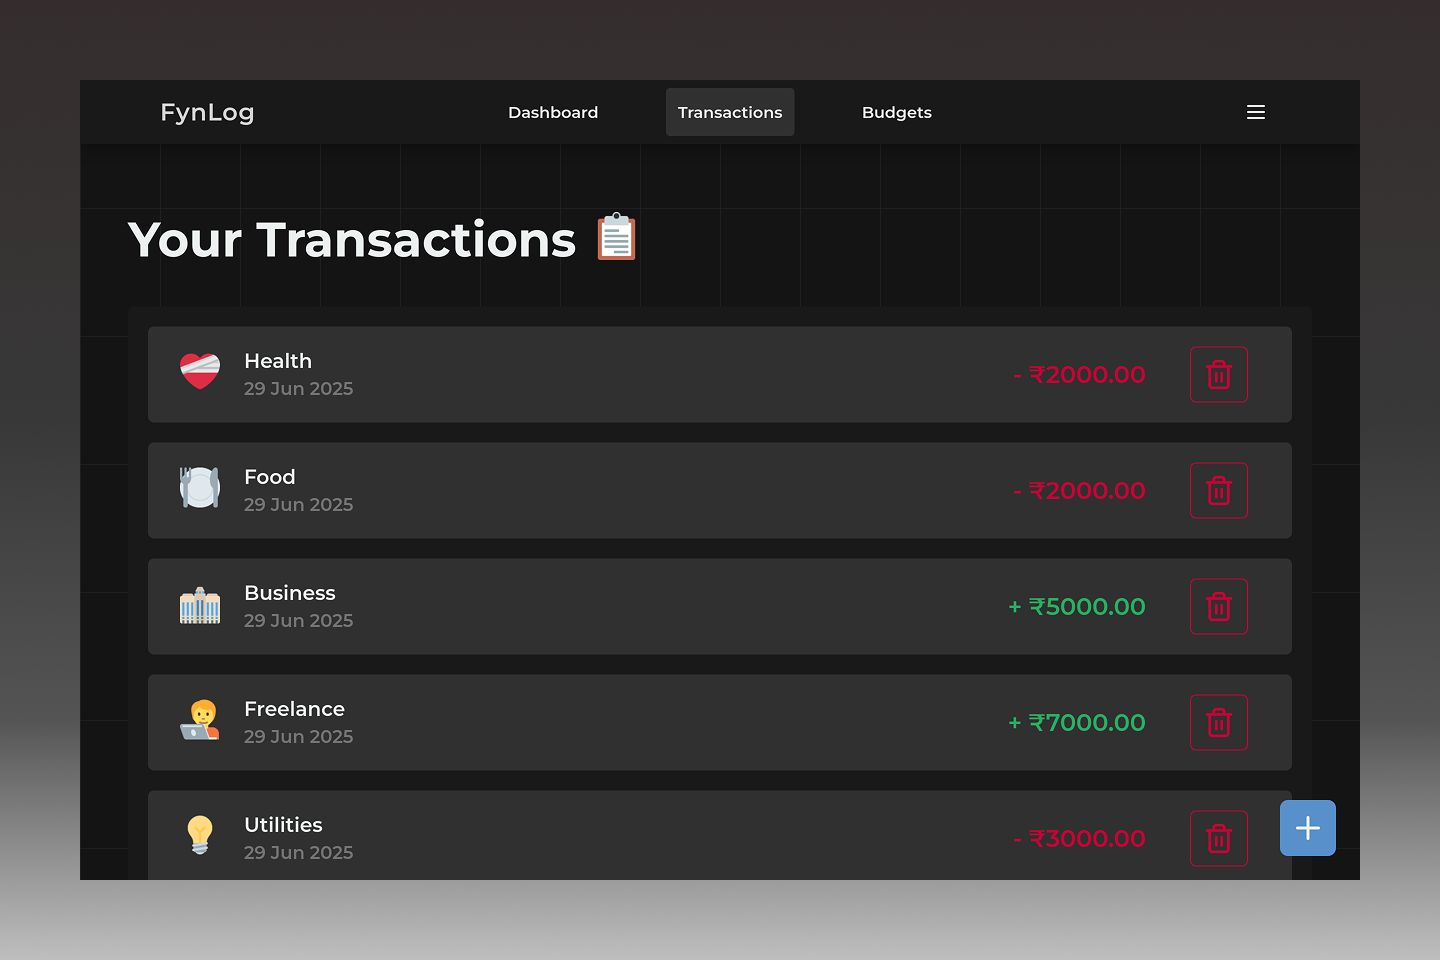 FynLog
Dashboard
Transactions
Budgets
Your Transactions 📋
Health
29 Jun 2025
- ₹2000.00
Food
29 Jun 2025
- ₹2000.00
Business
29 Jun 2025
+ ₹5000.00
Freelance
29 Jun 2025
+ ₹7000.00
Utilities
29 Jun 2025
- ₹3000.00